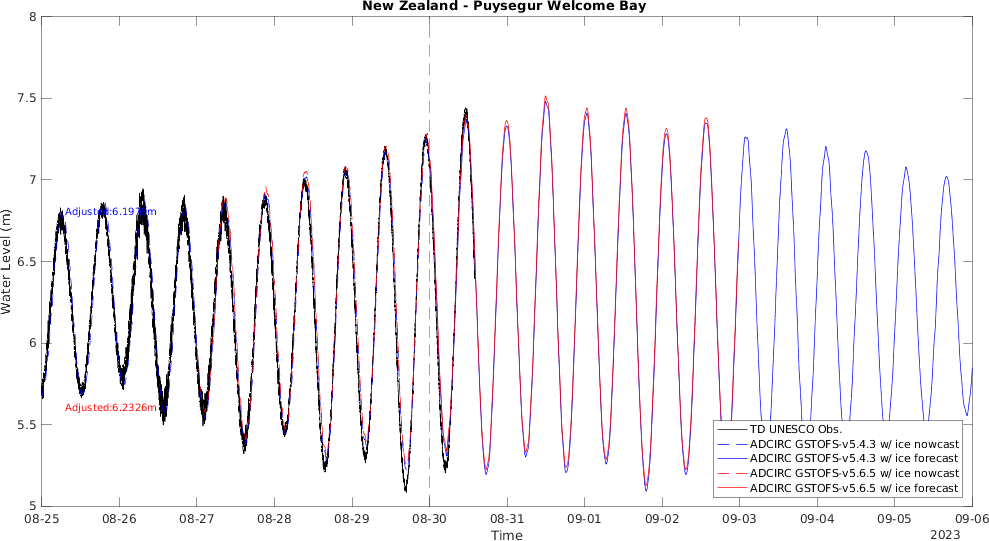 New Zealand - Puysegur Welcome Bay
8
7.5
7
6.5
6
5.5
5
Water Level (m)
Adjusted:6.197 m
Adjusted:6.2326m
TD UNESCO Obs.
ADCIRC GSTOFS-v5.4.3 w/ ice nowcast
ADCIRC GSTOFS-v5.4.3 w/ ice forecast
ADCIRC GSTOFS-v5.6.5 w/ ice nowcast
ADCIRC GSTOFS-v5.6.5 w/ ice forecast
08-25 08-26 08-27 08-28 08-29 08-30 08-31 09-01 09-02 09-03 09-04 09-05 09-06
Time
2023